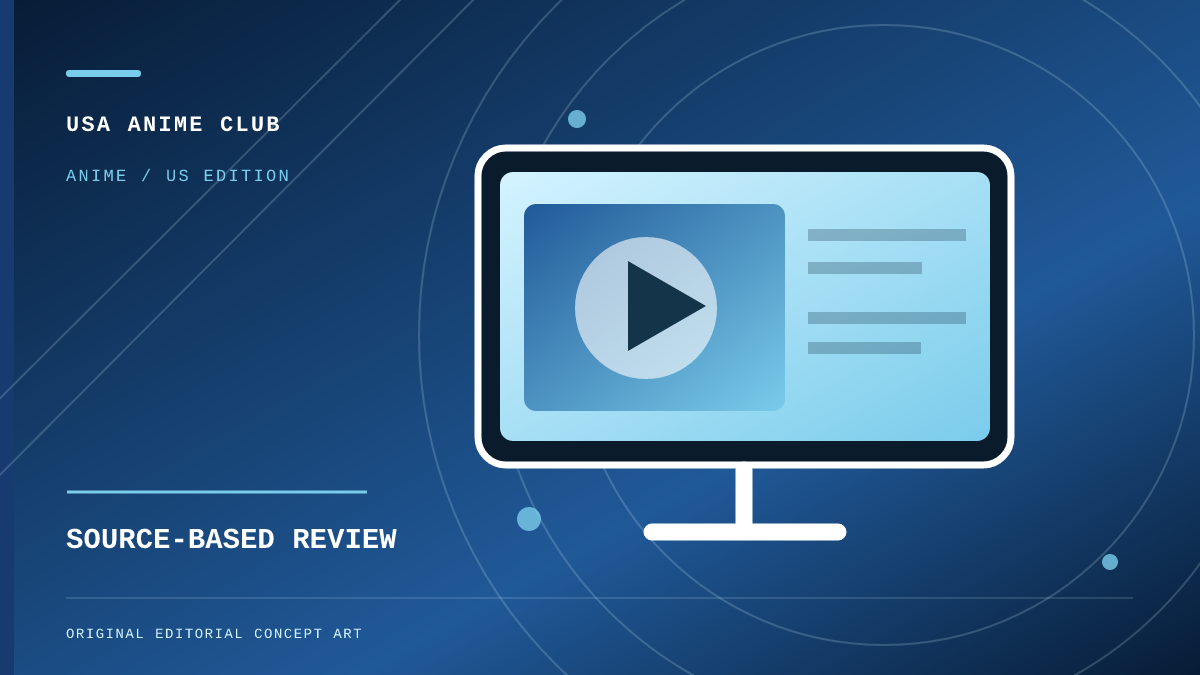 USA ANIME CLUB
ANIME / US EDITION
SOURCE-BASED REVIEW
ORIGINAL EDITORIAL CONCEPT ART